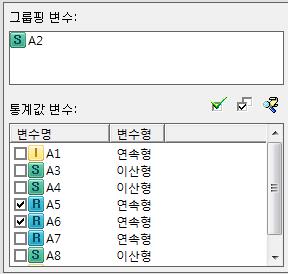 그룹핑 변수:
S A2
통계값 변수:
변수명 변수형
I A1 연속형
S A3 이산형
S A4 이산형
R A5 연속형
R A6 연속형
R A7 연속형
S A8 이산형